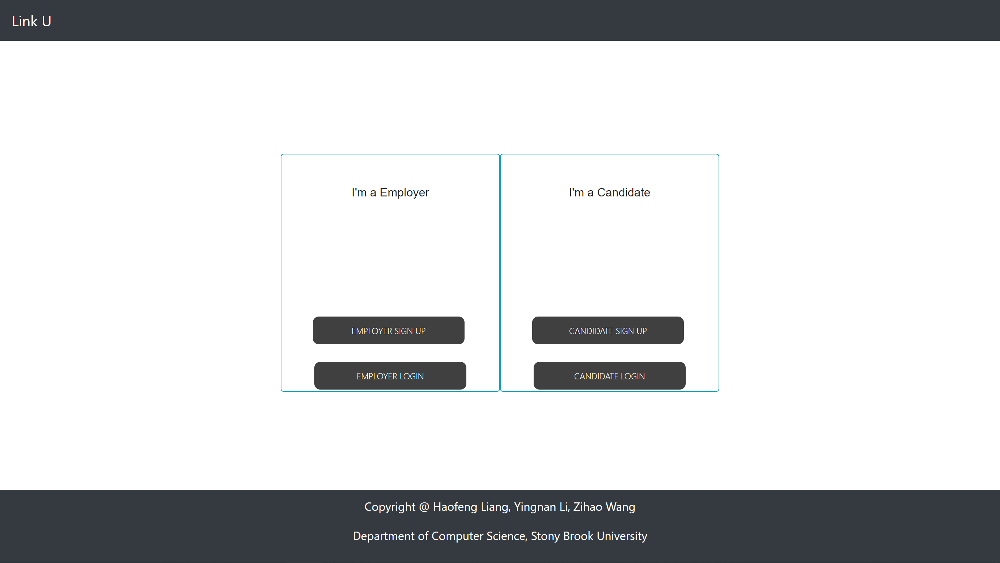 Link U
I'm a Employer
EMPLOYER SIGN UP
EMPLOYER LOGIN
I'm a Candidate
CANDIDATE SIGN UP
CANDIDATE LOGIN
Copyright @ Haofeng Liang, Yingnan Li, Zihao Wang
Department of Computer Science, Stony Brook University